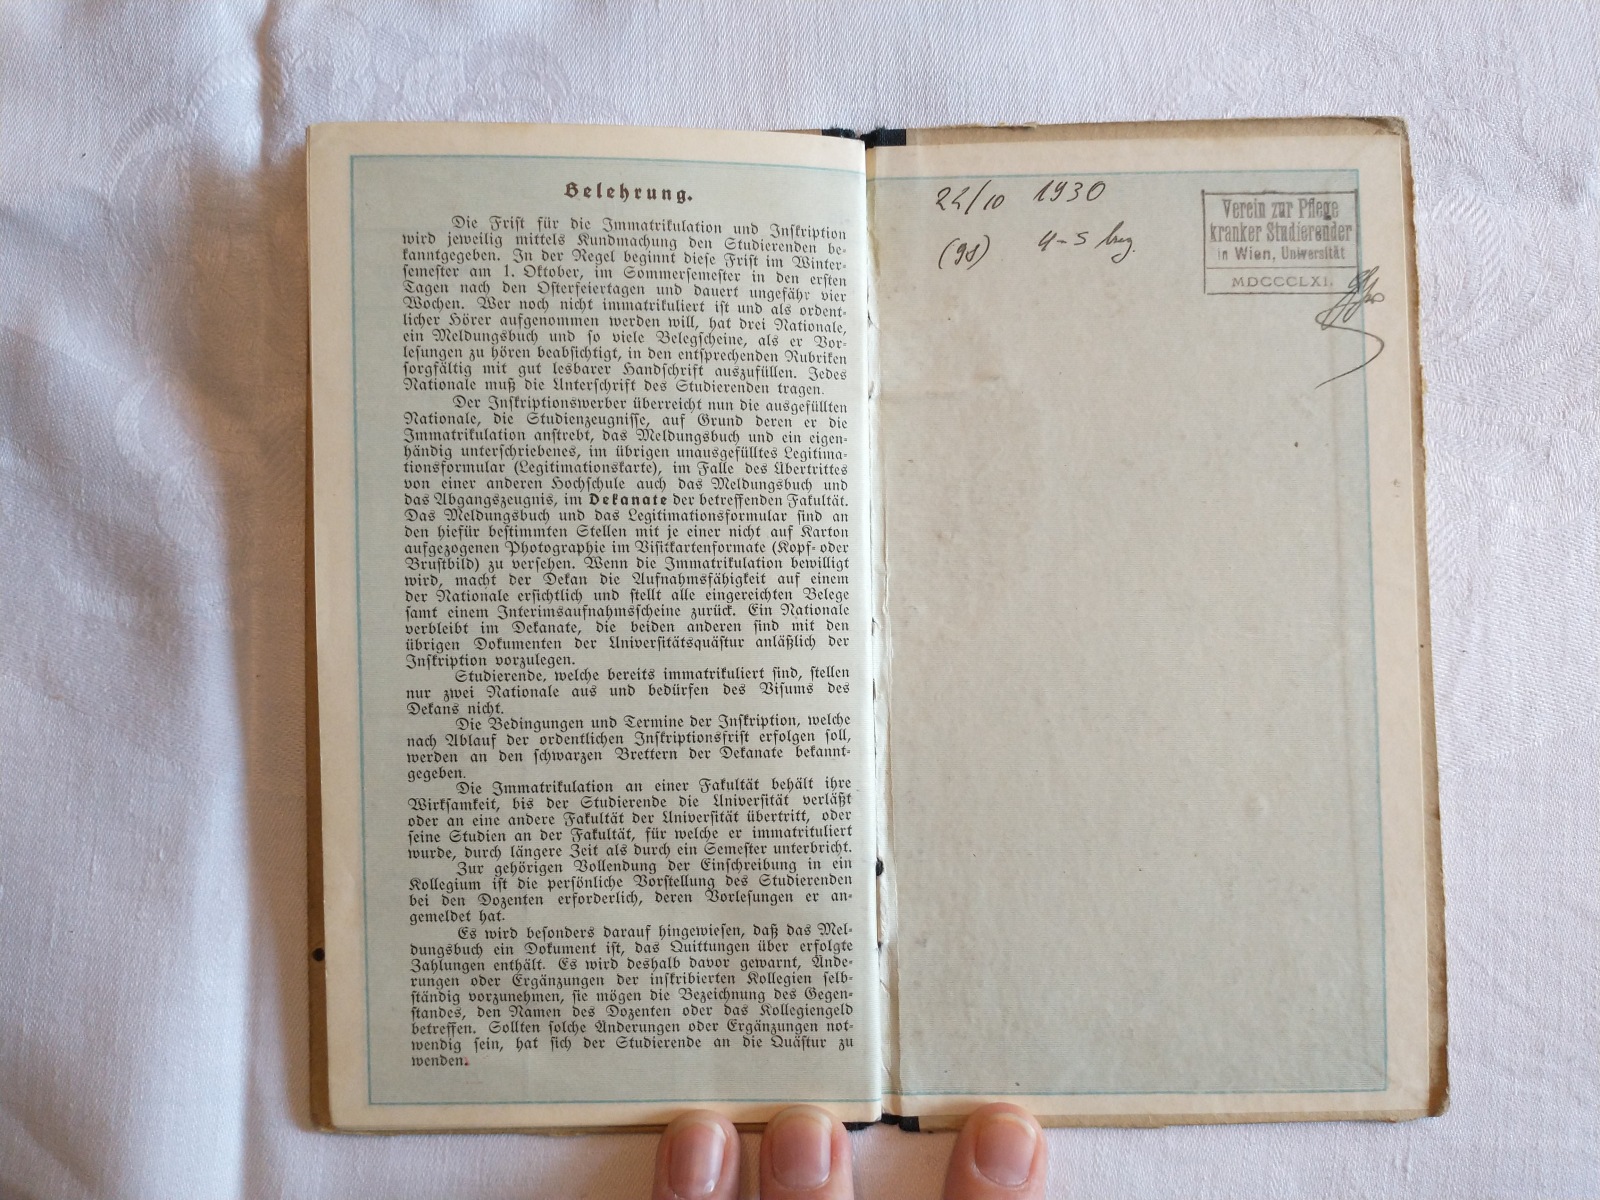 Belehrung.
Die Frist für die Immatrikulation und Inskription
wird jeweilig mittels Kundmachung den Studierenden be-
kanntgegeben. In der Regel beginnt diese Frist im Winter-
semester am 1. Oktober, im Sommersemester in den ersten
Tagen nach den Osterfeiertagen und dauert ungefähr vier
Wochen. Wer noch nicht immatrikuliert ist und als ordent-
licher Hörer aufgenommen werden will, hat drei Nationale,
ein Meldungsbuch und so viele Belegscheine, als er Vor-
lesungen zu hören beabsichtigt, in den entsprechenden Rubriken
sorgfältig mit gut lesbarer Handschrift auszufüllen. Jedes
Nationale muß die Unterschrift des Studierenden tragen.
Der Inskriptionswerber überreicht nun die ausgefüllten
Nationale, die Studienzeugnisse, auf Grund deren er die
Immatrikulation anstrebt, das Meldungsbuch und ein eigen-
händig unterschriebenes, im übrigen unausgefülltes Legitima-
tionsformular (Legitimationskarte), im Falle des Übertrittes
von einer anderen Hochschule auch das Meldungsbuch und
das Abgangszeugnis, im Dekanate der betreffenden Fakultät.
Das Meldungsbuch und das Legitimationsformular sind an
den hiefür bestimmten Stellen mit je einer nicht auf Karton
aufgezogenen Photographie im Visitkartenformate (Kopf- oder
Brustbild) zu versehen. Wenn die Immatrikulation bewilligt
wird, macht der Dekan die Aufnahmsfähigkeit auf einem
der Nationale ersichtlich und stellt alle eingereichten Belege
samt einem Interimsaufnahmsscheine zurück. Ein Nationale
verbleibt im Dekanate, die beiden anderen sind mit den
übrigen Dokumenten der Universitätsquästur anläßlich der
Inskription vorzulegen.
Studierende, welche bereits immatrikuliert sind, stellen
nur zwei Nationale aus und bedürfen des Visums des
Dekans nicht.
Die Bedingungen und Termine der Inskription, welche
nach Ablauf der ordentlichen Inskriptionsfrist erfolgen soll,
werden an den schwarzen Brettern der Dekanate bekannt-
gegeben.
Die Immatrikulation an einer Fakultät behält ihre
Wirksamkeit, bis der Studierende die Universität verläßt
oder an eine andere Fakultät der Universität übertritt, oder
seine Studien an der Fakultät, für welche er immatrituliert
wurde, durch längere Zeit als durch ein Semester unterbricht.
Zur gehörigen Vollendung der Einschreibung in ein
Kollegium ist die persönliche Vorstellung des Studierenden
bei den Dozenten erforderlich, deren Vorlesungen er an-
gemeldet hat.
Es wird besonders darauf hingewiesen, daß das Mel-
dungsbuch ein Dokument ist, das Quittungen über erfolgte
Zahlungen enthält. Es wird deshalb davor gewarnt, Ände-
rungen oder Ergänzungen der inskribierten Kollegien selb-
ständig vorzunehmen, sie mögen die Bezeichnung des Gegen-
standes, den Namen des Dozenten oder das Kollegiengeld
betreffen. Sollten solche Änderungen oder Ergänzungen not-
wendig sein, hat sich der Studierende an die Quästur zu
wenden.
1930
4-5
Verein zur Pflege
kranker Studierender
in Wien, Universität
MDCCCLXI.